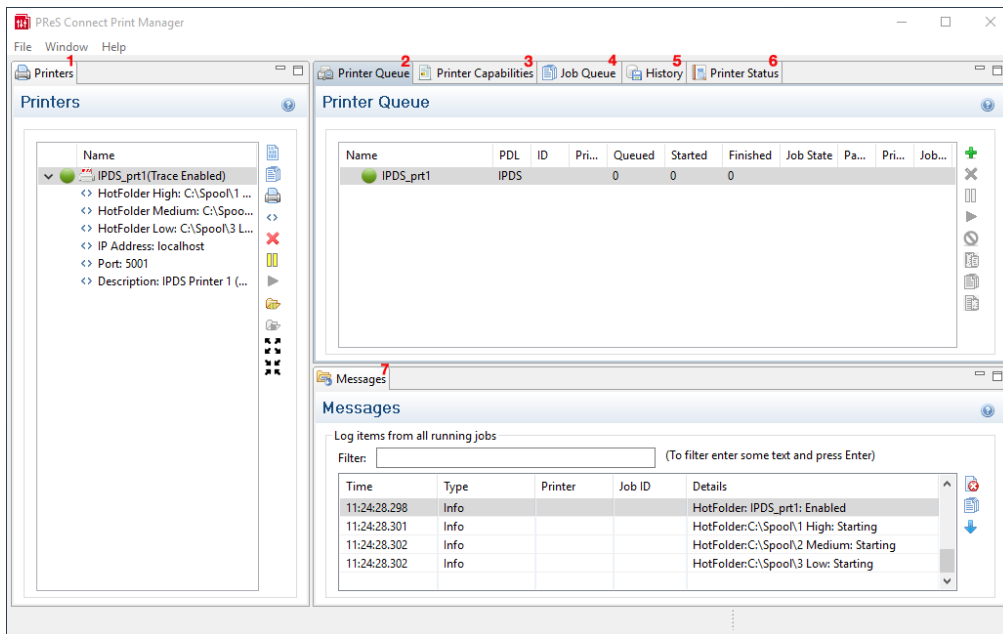 PReS Connect Print Manager
File Window Help
1
Printers
2
Printer Queue
3
Printer Capabilities
4
Job Queue
5
History
6
Printer Status
Printers
Printer Queue
Name
IPDS_prt1(Trace Enabled)
HotFolder High: C:\Spool\1 ...
HotFolder Medium: C:\Spoo...
HotFolder Low: C:\Spool\3 L...
IP Address: localhost
Port: 5001
Description: IPDS Printer 1 (...
Name PDL ID Pri... Queued Started Finished Job State Pa... Pri... Job...
IPDS_prt1 IPDS 0 0 0
7
Messages
Messages
Log items from all running jobs
Filter: (To filter enter some text and press Enter)
Time Type Printer Job ID Details
11:24:28.298 Info HotFolder: IPDS_prt1: Enabled
11:24:28.301 Info HotFolder:C:\Spool\1 High: Starting
11:24:28.302 Info HotFolder:C:\Spool\2 Medium: Starting
11:24:28.302 Info HotFolder:C:\Spool\3 Low: Starting